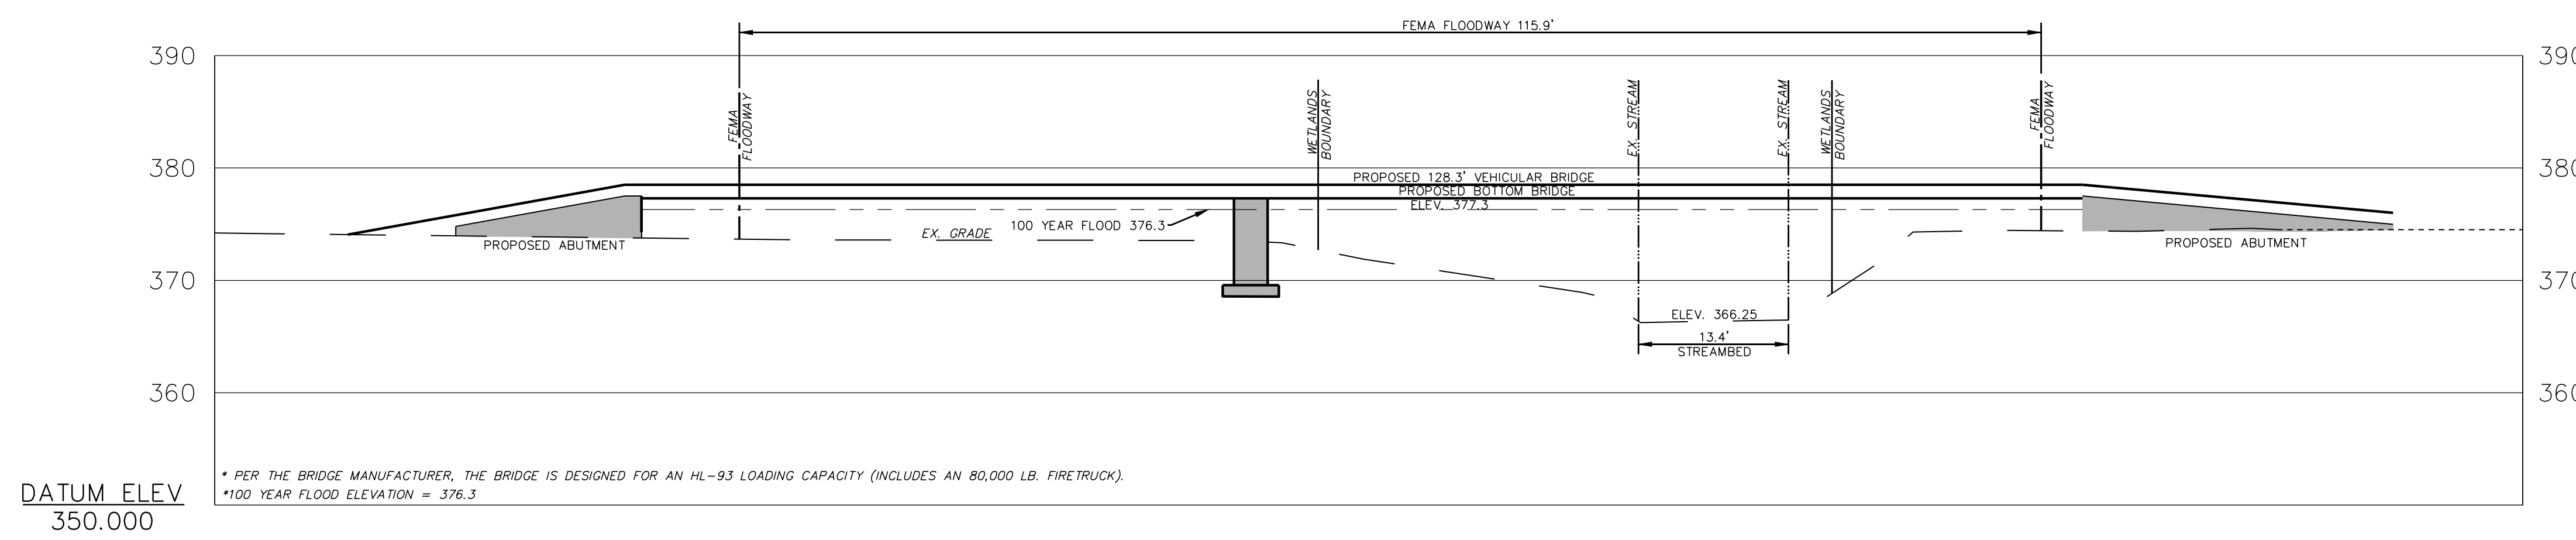 FEMA FLOODWAY 115.9'
390
390
FEMA
FLOODWAY
WETLANDS
BOUNDARY
EX. STREAM
EX. STREAM
WETLANDS
BOUNDARY
FEMA
FLOODWAY
380
380
PROPOSED 128.3' VEHICULAR BRIDGE
PROPOSED BOTTOM BRIDGE
ELEV. 377.3
100 YEAR FLOOD 376.3
EX. GRADE
PROPOSED ABUTMENT
PROPOSED ABUTMENT
370
370
ELEV. 366.25
13.4'
STREAMBED
360
360
* PER THE BRIDGE MANUFACTURER, THE BRIDGE IS DESIGNED FOR AN HL-93 LOADING CAPACITY (INCLUDES AN 80,000 LB. FIRETRUCK).
*100 YEAR FLOOD ELEVATION = 376.3
DATUM ELEV
350.000